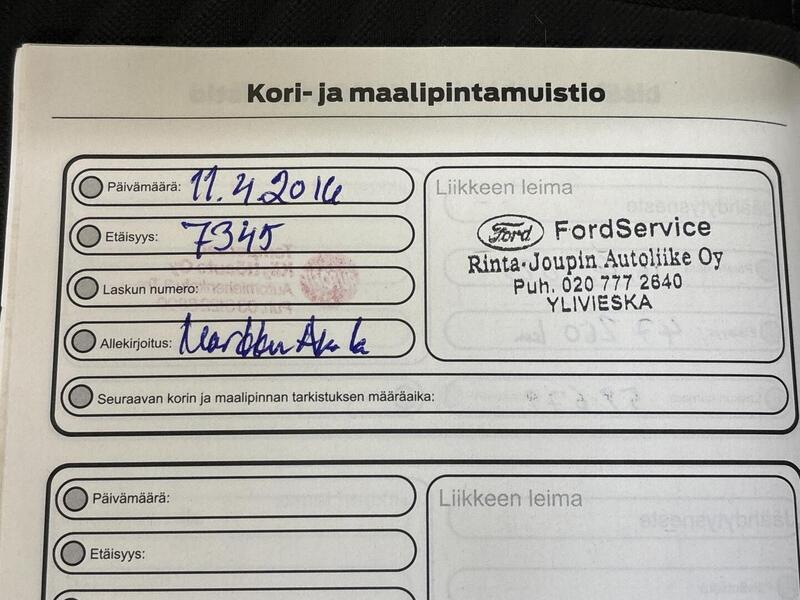 Kori- ja maalipintamuistio
Päivämäärä: 11.4.2016
Etäisyys: 7345
Laskun numero:
Allekirjoitus: Markku
Seuraavan korin ja maalipinnan tarkistuksen määräaika:
Liikkeen leima
Ford FordService
Rinta-Joupin Autoliike Oy
Puh. 020 777 2640
YLIVIESKA
Päivämäärä:
Etäisyys:
Liikkeen leima